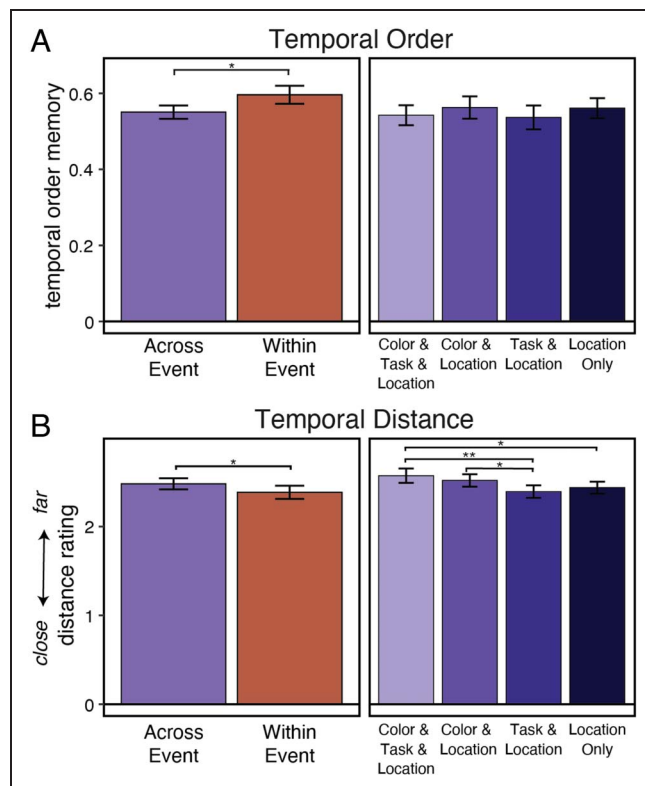 A
Temporal Order
temporal order memory
0.6
0.4
0.2
0
*
Across
Event
Within
Event
Color &
Task &
Location
Color &
Location
Task &
Location
Location
Only
B
Temporal Distance
close ↔ far
distance rating
2
1
0
*
*
**
*
Across
Event
Within
Event
Color &
Task &
Location
Color &
Location
Task &
Location
Location
Only